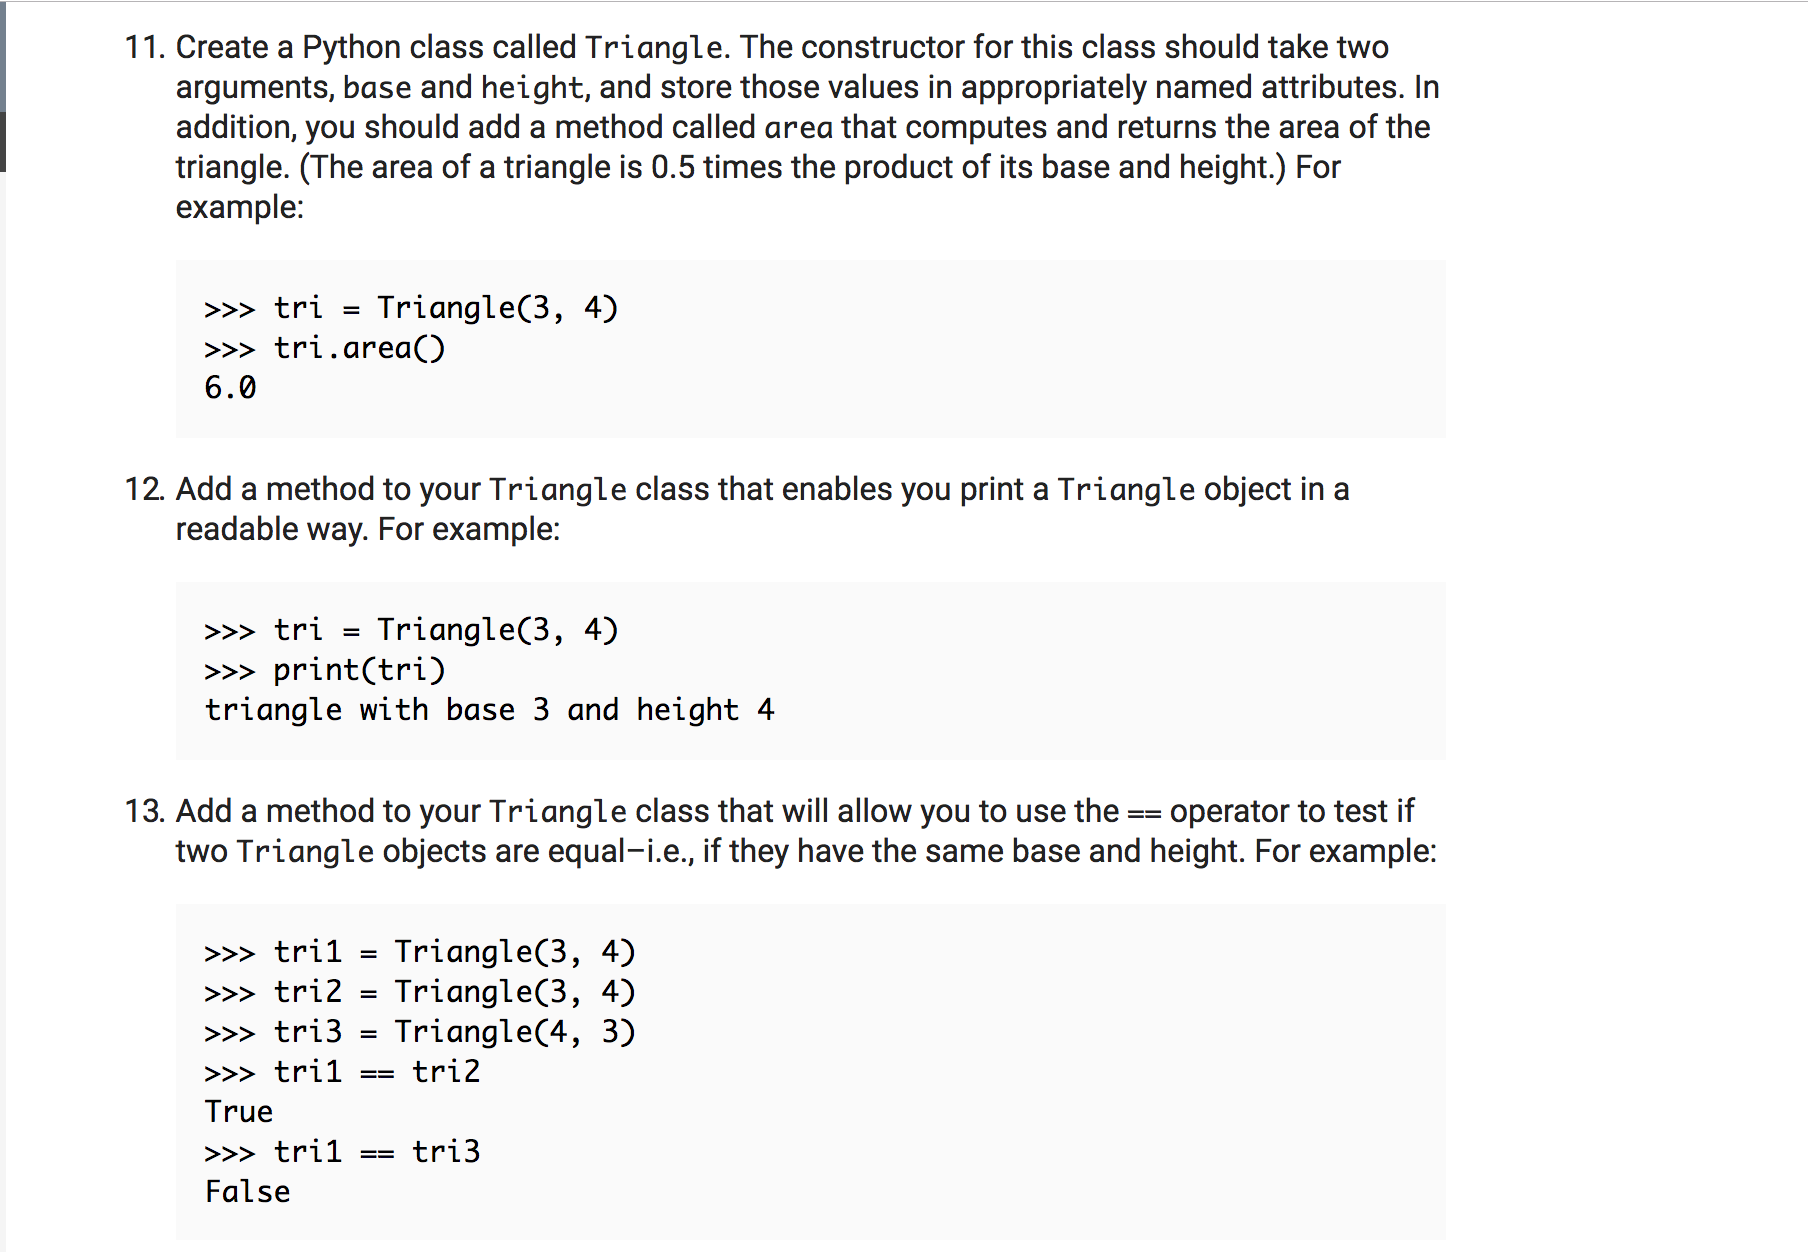 11. Create a Python class called Triangle. The constructor for this class should take two
arguments, base and height, and store those values in appropriately named attributes. In
addition, you should add a method called area that computes and returns the area of the
triangle. (The area of a triangle is 0.5 times the product of its base and height.) For
example:
>>> tri = Triangle(3, 4)
>>> tri.area()
6.0
12. Add a method to your Triangle class that enables you print a Triangle object in a
readable way. For example:
>>> tri = Triangle(3, 4)
>>> print(tri)
triangle with base 3 and height 4
13. Add a method to your Triangle class that will allow you to use the == operator to test if
two Triangle objects are equal–i.e., if they have the same base and height. For example:
>>> tri1 = Triangle(3, 4)
>>> tri2 = Triangle(3, 4)
>>> tri3 = Triangle(4, 3)
>>> tri1 == tri2
True
>>> tri1 == tri3
False